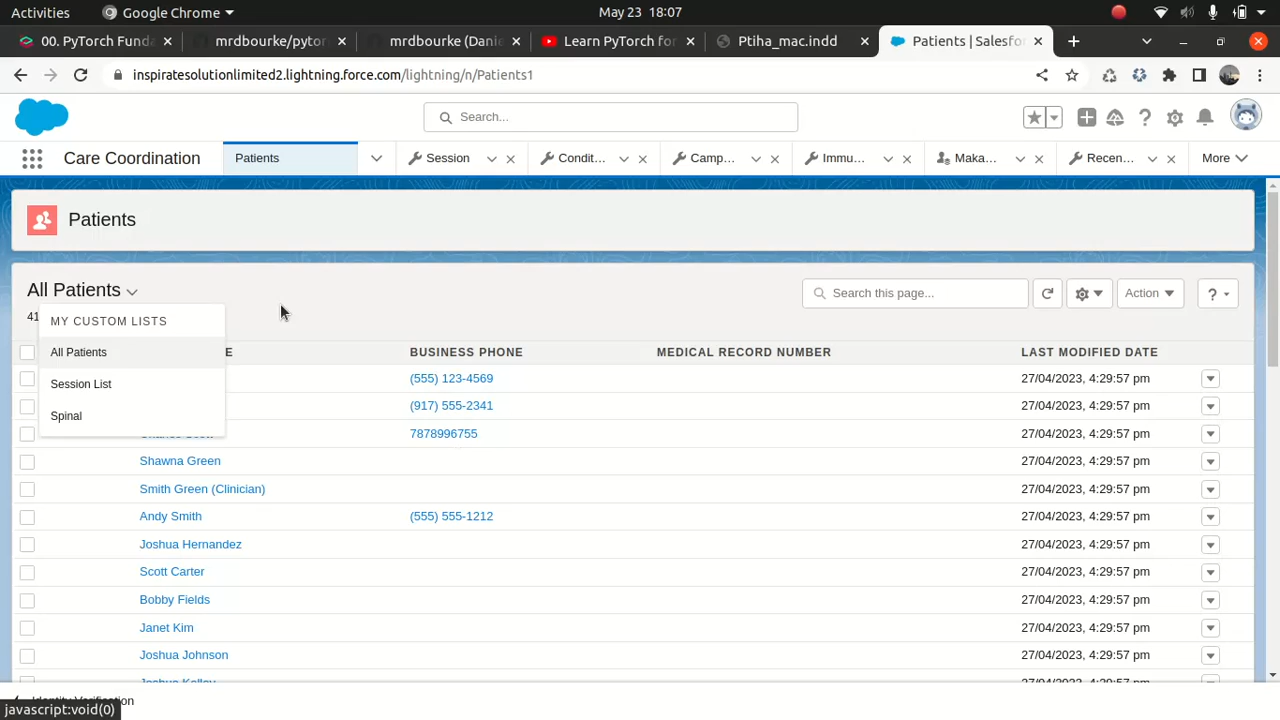 Activities Google Chrome May 23 18:07
00. PyTorch Funda mrdbourke/pytor mrdbourke (Danie Learn PyTorch for Ptiha_mac.indd Patients | Salesfo
inspiratesolutionlimited2.lightning.force.com/lightning/n/Patients1
Search...
Care Coordination Patients Session Condit... Camp... Immu... Maka... Recen... More
Patients
All Patients
Search this page... Action ?
41
MY CUSTOM LISTS
E BUSINESS PHONE MEDICAL RECORD NUMBER LAST MODIFIED DATE
All Patients
(555) 123-4569 27/04/2023, 4:29:57 pm
Session List
(917) 555-2341 27/04/2023, 4:29:57 pm
Spinal
7878996755 27/04/2023, 4:29:57 pm
Shawna Green 27/04/2023, 4:29:57 pm
Smith Green (Clinician) 27/04/2023, 4:29:57 pm
Andy Smith (555) 555-1212 27/04/2023, 4:29:57 pm
Joshua Hernandez 27/04/2023, 4:29:57 pm
Scott Carter 27/04/2023, 4:29:57 pm
Bobby Fields 27/04/2023, 4:29:57 pm
Janet Kim 27/04/2023, 4:29:57 pm
Joshua Johnson 27/04/2023, 4:29:57 pm
Joshua Kelley
Identity Verification
javascript:void(0)